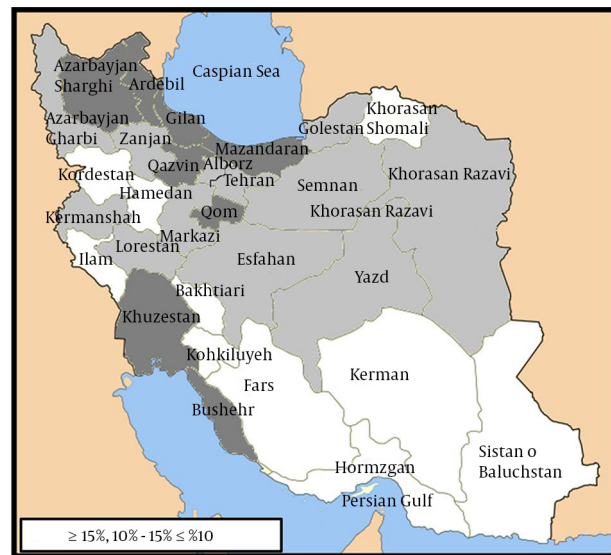 Azarbayjan
Sharghi
Ardebil
Caspian Sea
Khorasan
Shomali
Golestan
Azarbayjan
Gharbi
Zanjan
Gilan
Mazandaran
Qazvin
Alborz
Tehran
Semnan
Khorasan Razavi
Kordestan
Hamedan
Kermanshah
Qom
Khorasan Razavi
Markazi
Lorestan
Ilam
Esfahan
Yazd
Bakhtiari
Khuzestan
Kohkiluyeh
Fars
Kerman
Bushehr
Sistan o
Baluchstan
Hormzgan
Persian Gulf
≥ 15%, 10% - 15% ≤ %10